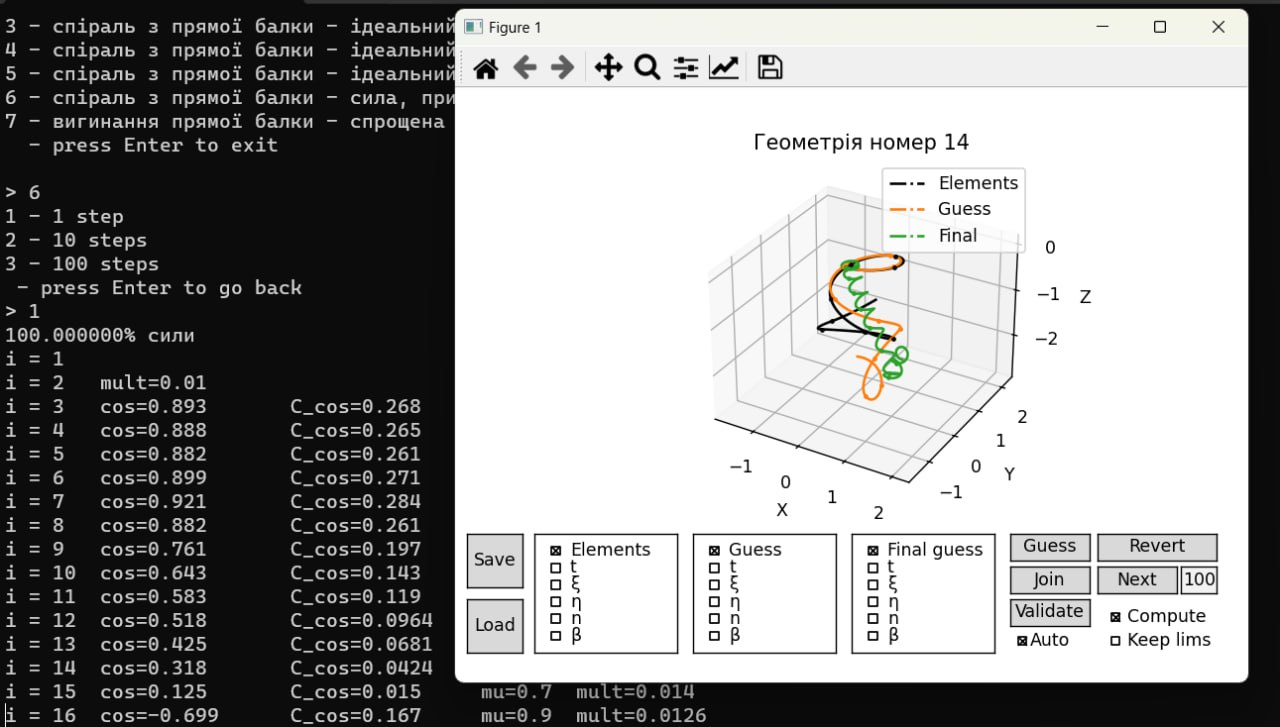 3 - спіраль з прямої балки - ідеальний
4 - спіраль з прямої балки - ідеальний
5 - спіраль з прямої балки - ідеальний
6 - спіраль з прямої балки - сила, при
7 - вигинання прямої балки - спрощена
- press Enter to exit
> 6
1 - 1 step
2 - 10 steps
3 - 100 steps
- press Enter to go back
> 1
100.000000% сили
i = 1
i = 2 mult=0.01
i = 3 cos=0.893 C_cos=0.268
i = 4 cos=0.888 C_cos=0.265
i = 5 cos=0.882 C_cos=0.261
i = 6 cos=0.899 C_cos=0.271
i = 7 cos=0.921 C_cos=0.284
i = 8 cos=0.882 C_cos=0.261
i = 9 cos=0.761 C_cos=0.197
i = 10 cos=0.643 C_cos=0.143
i = 11 cos=0.583 C_cos=0.119
i = 12 cos=0.518 C_cos=0.0964
i = 13 cos=0.425 C_cos=0.0681
i = 14 cos=0.318 C_cos=0.0424
i = 15 cos=0.125 C_cos=0.015 mu=0.7 mult=0.014
i = 16 cos=-0.699 C_cos=0.167 mu=0.9 mult=0.0126
Figure 1
Геометрія номер 14
Elements
Guess
Final
0
−1
−2
Z
−1
0
1
2
X
−1
0
1
2
Y
Save
Load
Elements
t
ξ
η
n
β
Guess
t
ξ
η
n
β
Final guess
t
ξ
η
n
β
Guess
Revert
Join
Next
100
Validate
Compute
Auto
Keep lims